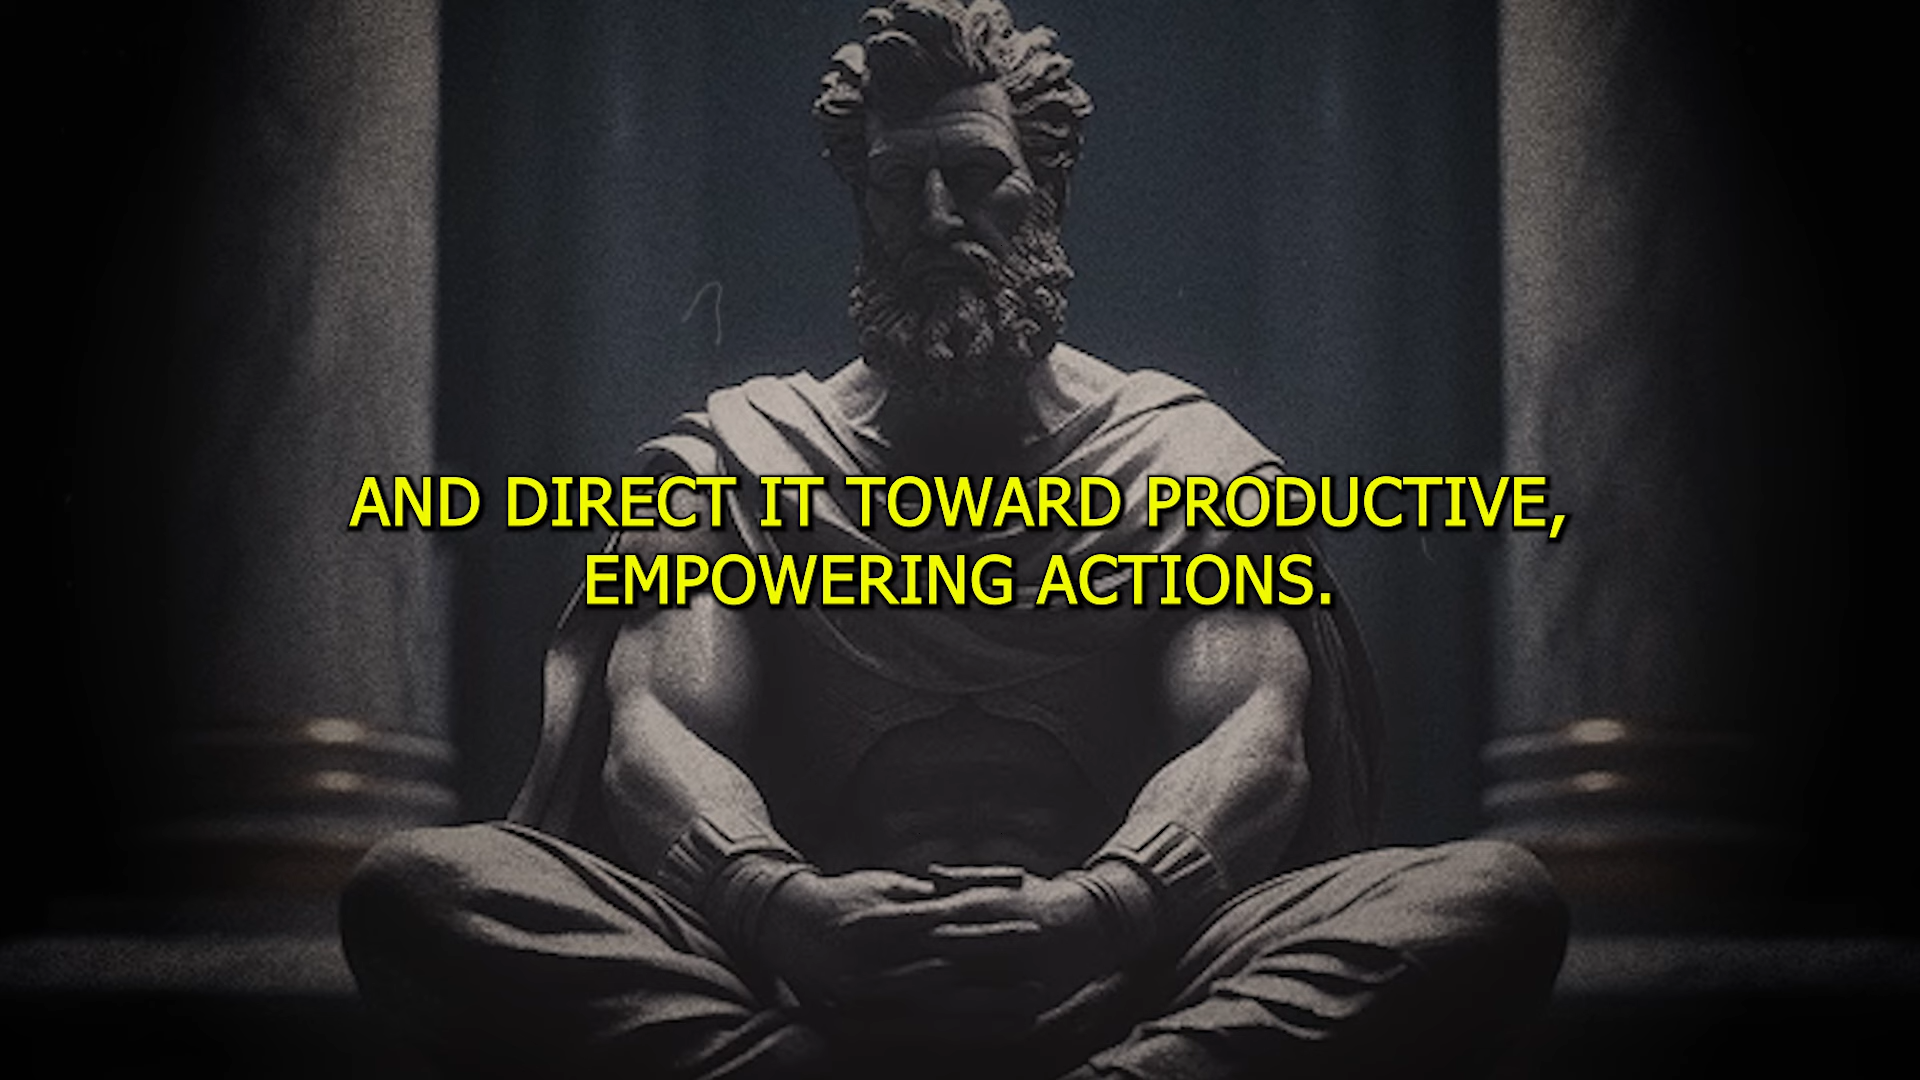 AND DIRECT IT TOWARD PRODUCTIVE,
EMPOWERING ACTIONS.